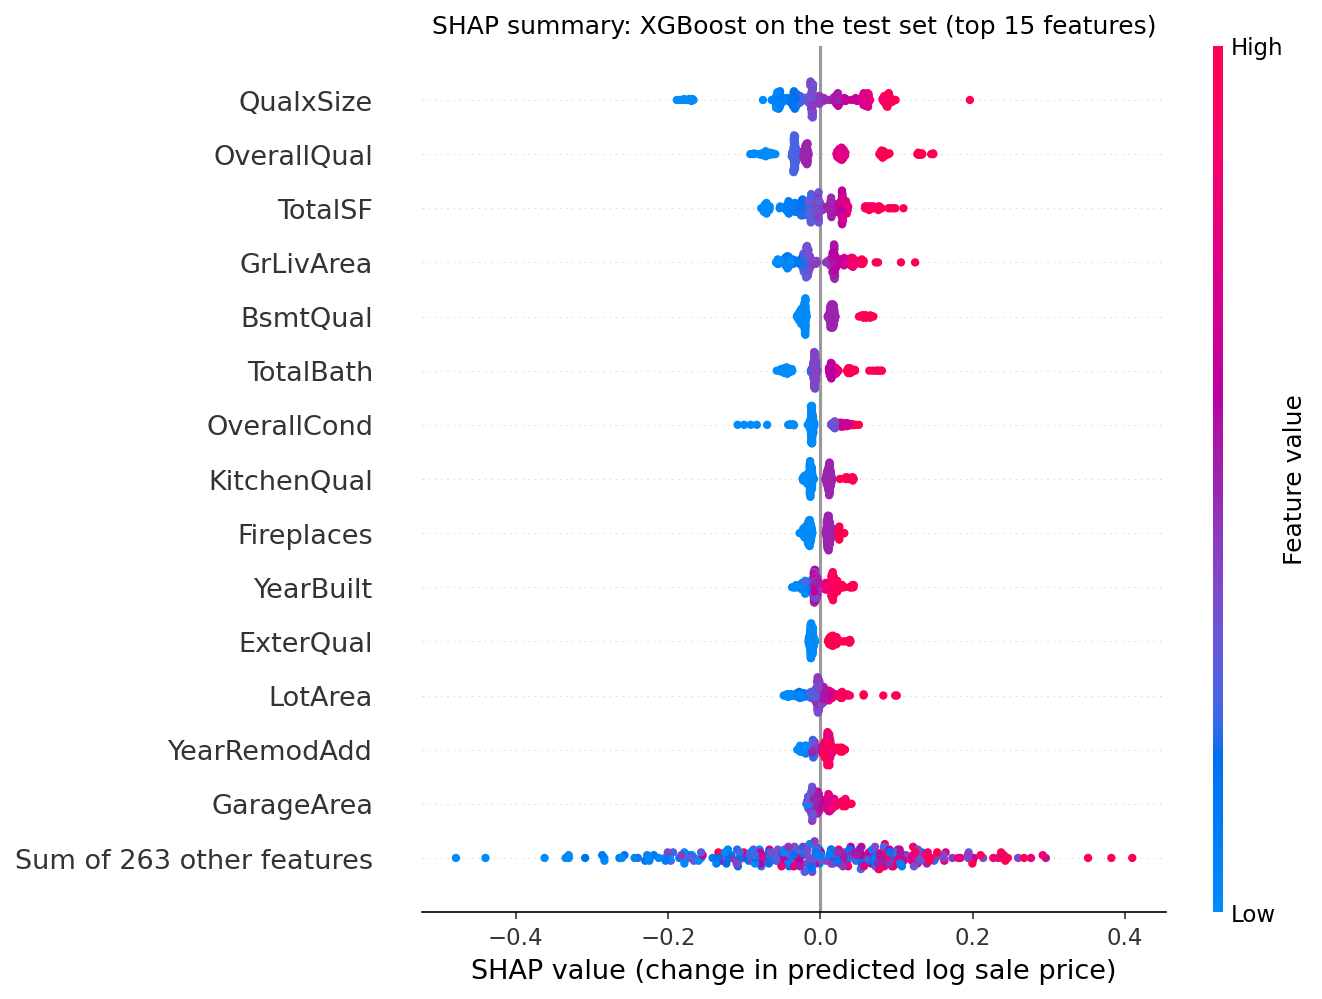 SHAP summary: XGBoost on the test set (top 15 features)
High
QualxSize
OverallQual
TotalSF
GrLivArea
BsmtQual
TotalBath
OverallCond
KitchenQual
Fireplaces
YearBuilt
ExterQual
LotArea
YearRemodAdd
GarageArea
Sum of 263 other features
Feature value
Low
−0.4 −0.2 0.0 0.2 0.4
SHAP value (change in predicted log sale price)